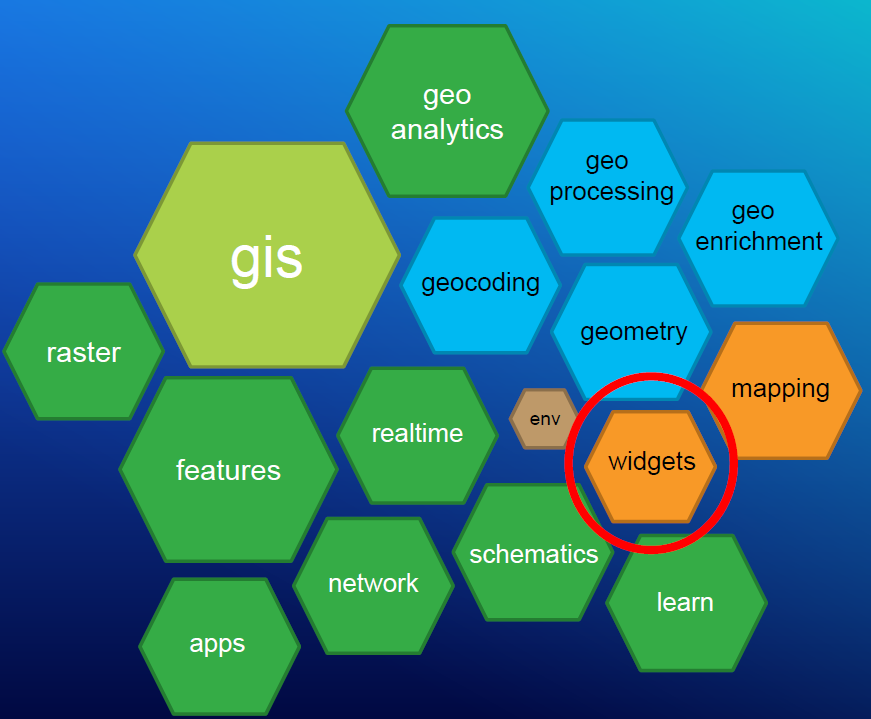 geo
analytics
geo
processing
geo
enrichment
gis
geocoding
geometry
raster
mapping
realtime
env
widgets
features
schematics
network
learn
apps